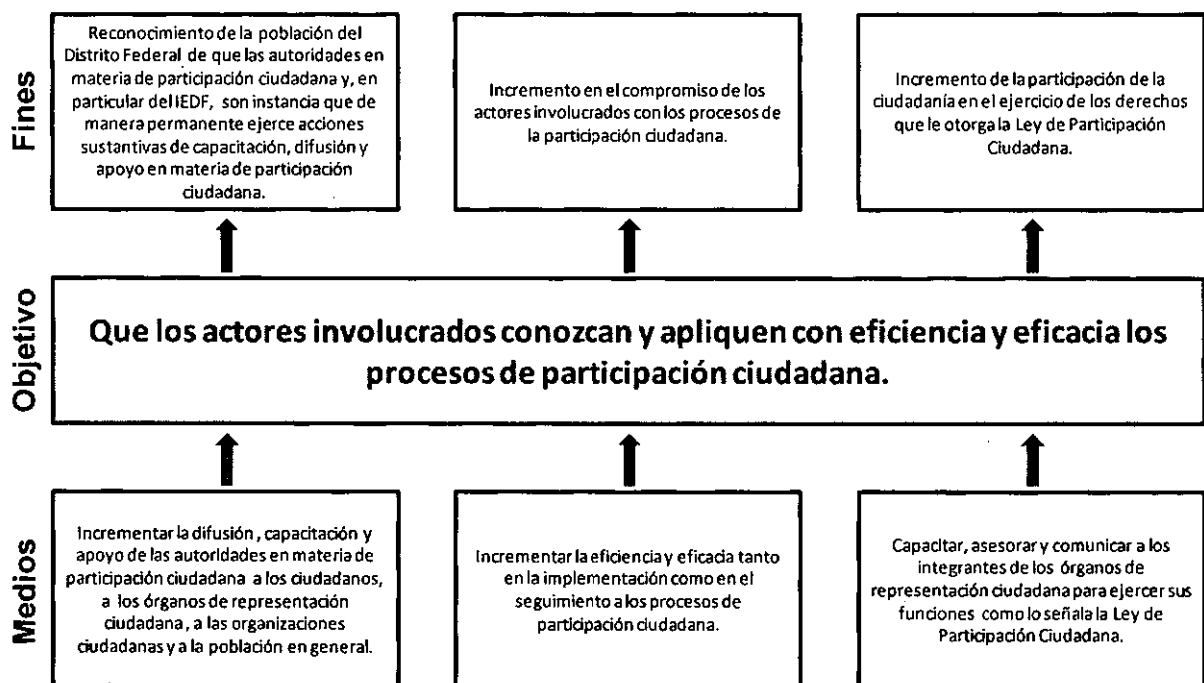 Fines
Reconocimiento de la población del
Distrito Federal de que las autoridades en
materia de participación ciudadana y, en
particular del IEDF, son instancia que de
manera permanente ejerce acciones
sustantivas de capacitación, difusión y
apoyo en materia de participación
ciudadana.
Incremento en el compromiso de los
actores involucrados con los procesos de
la participación ciudadana.
Incremento de la participación de la
ciudadanía en el ejercicio de los derechos
que le otorga la Ley de Participación
Ciudadana.
Objetivo
Que los actores involucrados conozcan y apliquen con eficiencia y eficacia los
procesos de participación ciudadana.
Medios
Incrementar la difusión, capacitación y
apoyo de las autoridades en materia de
participación ciudadana a los ciudadanos,
a los órganos de representación
ciudadana, a las organizaciones
ciudadanas y a la población en general.
Incrementar la eficiencia y eficacia tanto
en la implementación como en el
seguimiento a los procesos de
participación ciudadana.
Capacitar, asesorar y comunicar a los
integrantes de los órganos de
representación ciudadana para ejercer sus
funciones como lo señala la Ley de
Participación Ciudadana.